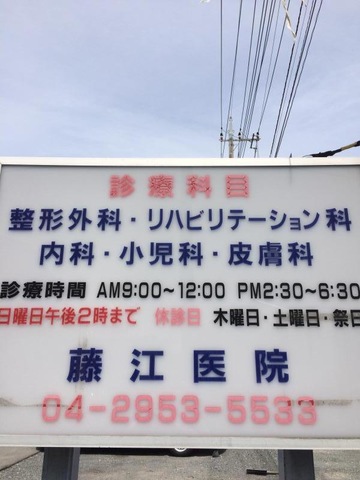 診療科目
整形外科・リハビリテーション科
内科・小児科・皮膚科
診療時間 AM9:00〜12:00 PM2:30〜6:30
日曜日午後2時まで 休診日 木曜日・土曜日・祭日
藤江医院
04-2953-5533